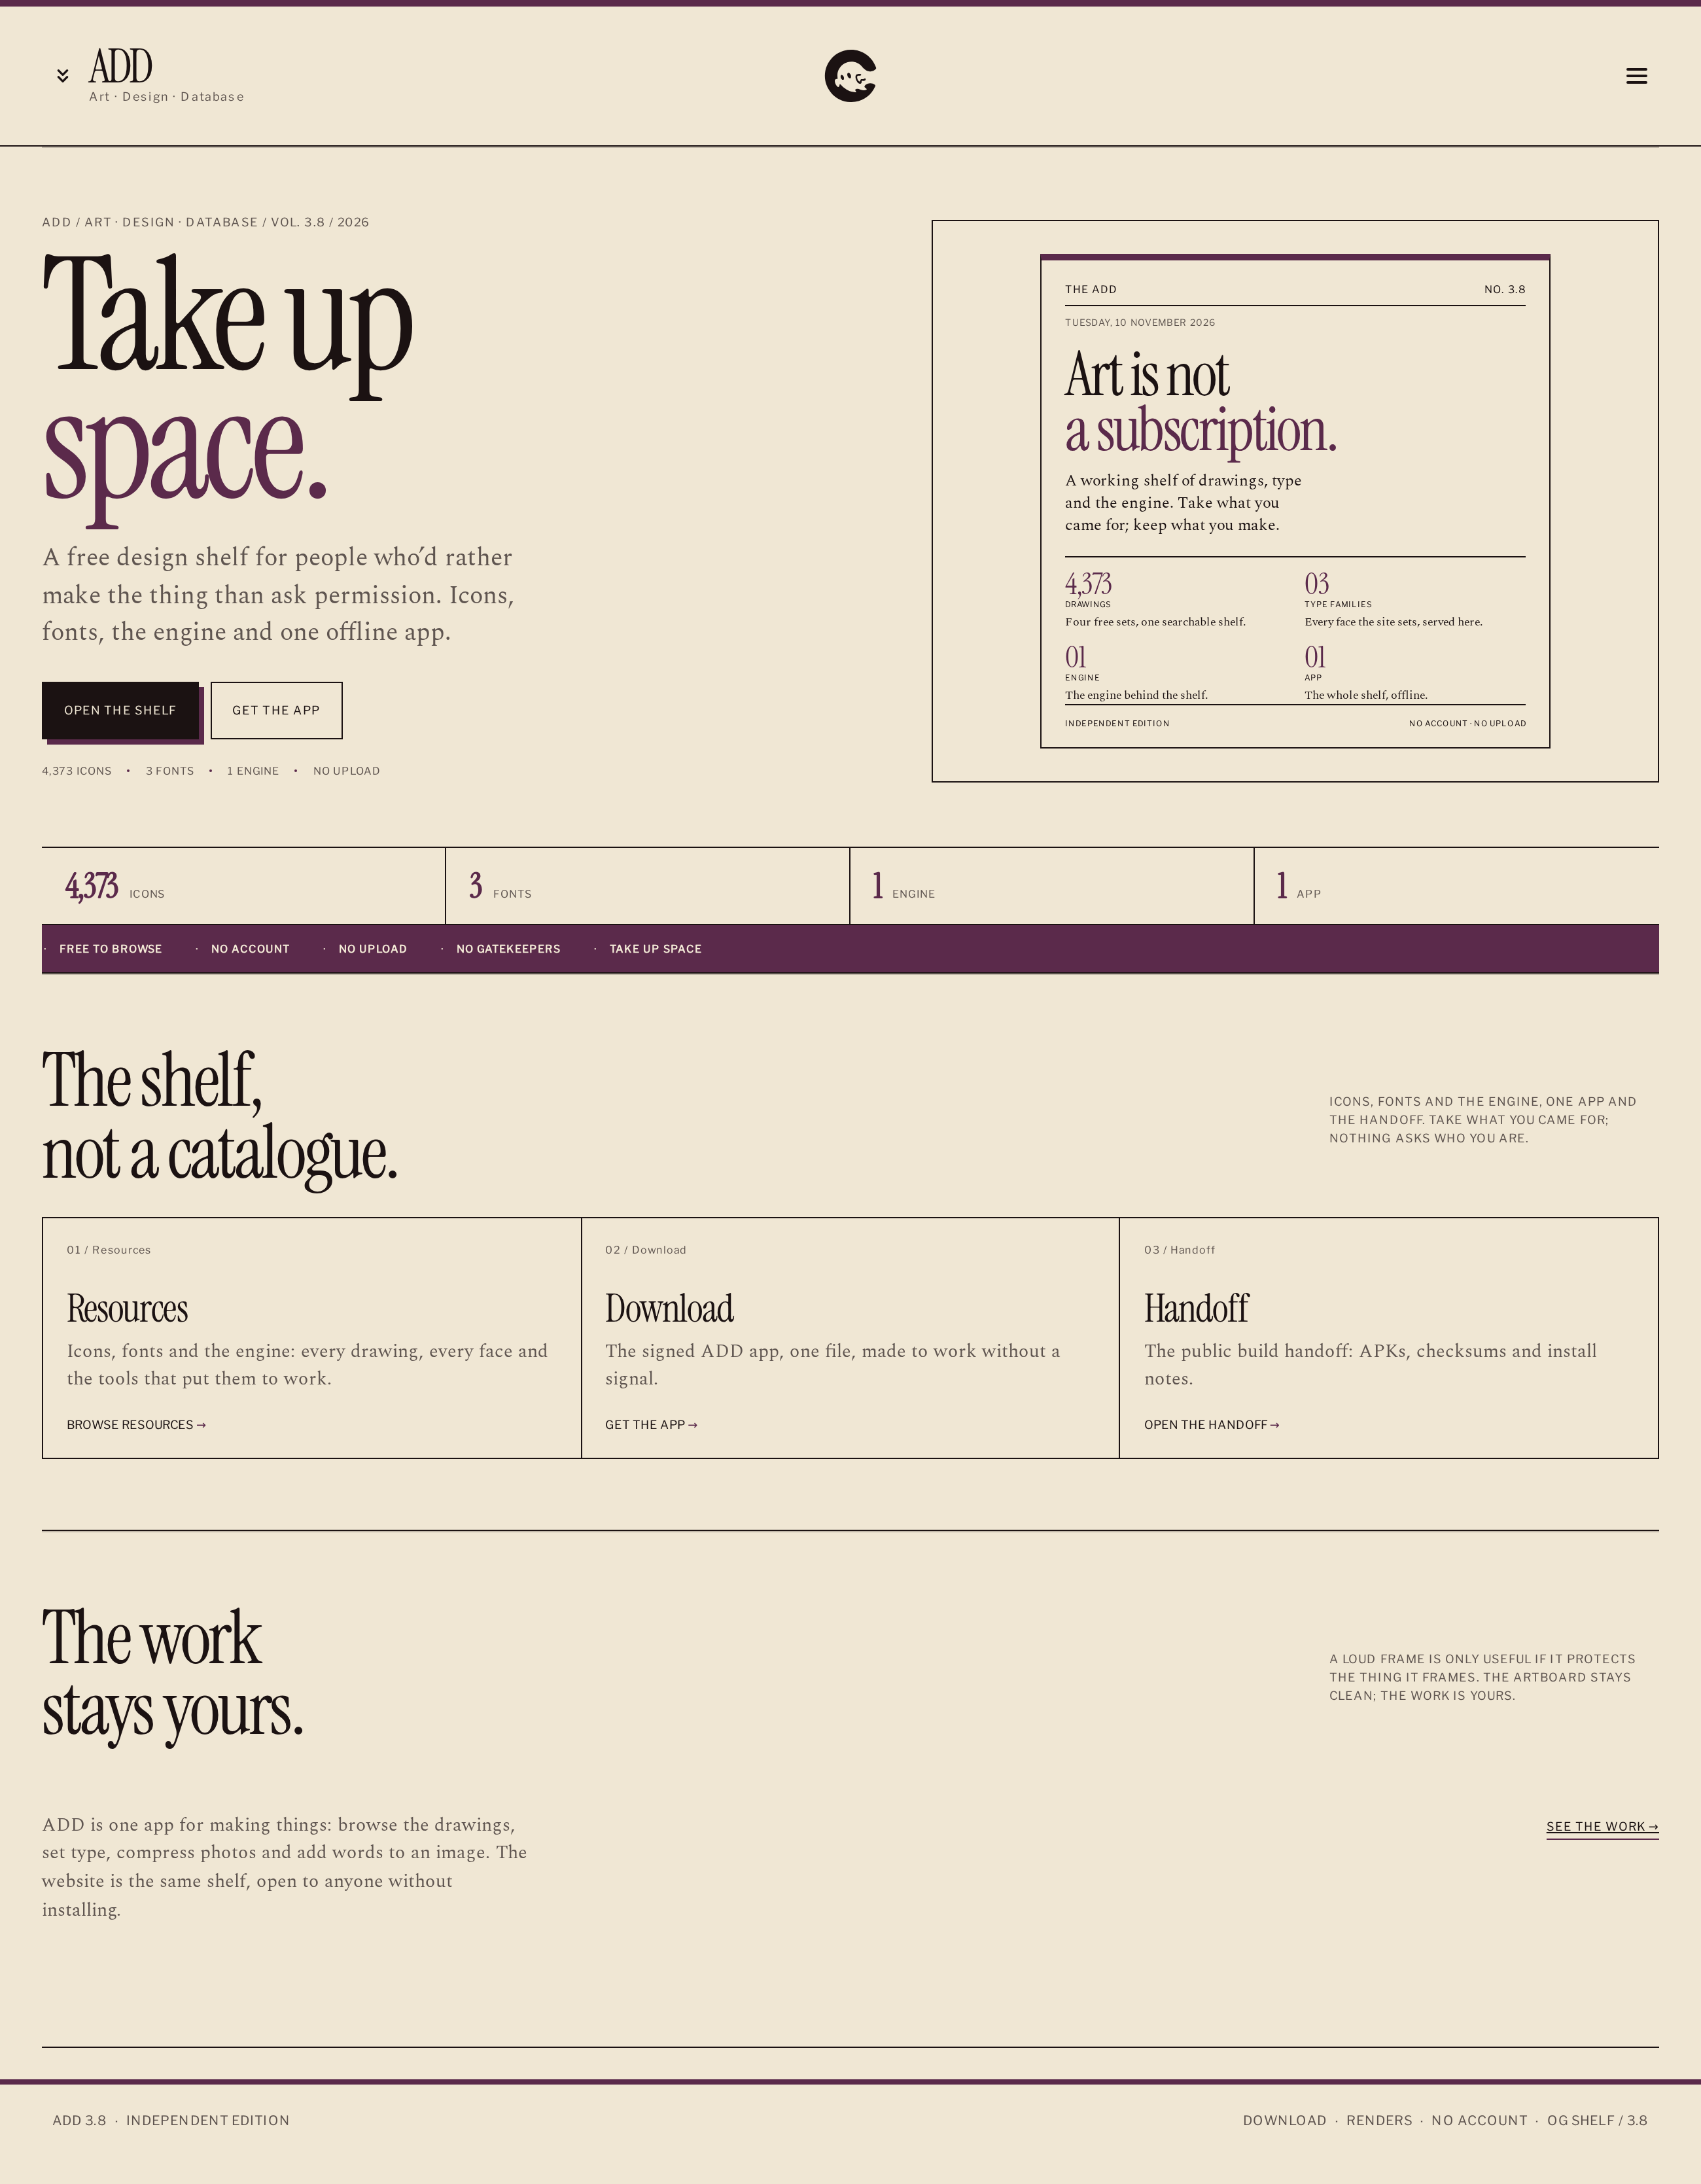 ADD
Art · Design · Database
ADD / ART · DESIGN · DATABASE / VOL. 3.8 / 2026
Take up
space.
A free design shelf for people who’d rather
make the thing than ask permission. Icons,
fonts, the engine and one offline app.
OPEN THE SHELF
GET THE APP
4,373 ICONS • 3 FONTS • 1 ENGINE • NO UPLOAD
THE ADD
NO. 3.8
TUESDAY, 10 NOVEMBER 2026
Art is not
a subscription.
A working shelf of drawings, type
and the engine. Take what you
came for; keep what you make.
4,373
DRAWINGS
Four free sets, one searchable shelf.
03
TYPE FAMILIES
Every face the site sets, served here.
01
ENGINE
The engine behind the shelf.
01
APP
The whole shelf, offline.
INDEPENDENT EDITION
NO ACCOUNT · NO UPLOAD
4,373 ICONS
3 FONTS
1 ENGINE
1 APP
· FREE TO BROWSE · NO ACCOUNT · NO UPLOAD · NO GATEKEEPERS · TAKE UP SPACE
The shelf,
not a catalogue.
ICONS, FONTS AND THE ENGINE, ONE APP AND
THE HANDOFF. TAKE WHAT YOU CAME FOR;
NOTHING ASKS WHO YOU ARE.
01 / Resources
Resources
Icons, fonts and the engine: every drawing, every face and
the tools that put them to work.
BROWSE RESOURCES →
02 / Download
Download
The signed ADD app, one file, made to work without a
signal.
GET THE APP →
03 / Handoff
Handoff
The public build handoff: APKs, checksums and install
notes.
OPEN THE HANDOFF →
The work
stays yours.
A LOUD FRAME IS ONLY USEFUL IF IT PROTECTS
THE THING IT FRAMES. THE ARTBOARD STAYS
CLEAN; THE WORK IS YOURS.
ADD is one app for making things: browse the drawings,
set type, compress photos and add words to an image. The
website is the same shelf, open to anyone without
installing.
SEE THE WORK →
ADD 3.8 · INDEPENDENT EDITION
DOWNLOAD · RENDERS · NO ACCOUNT · OG SHELF / 3.8